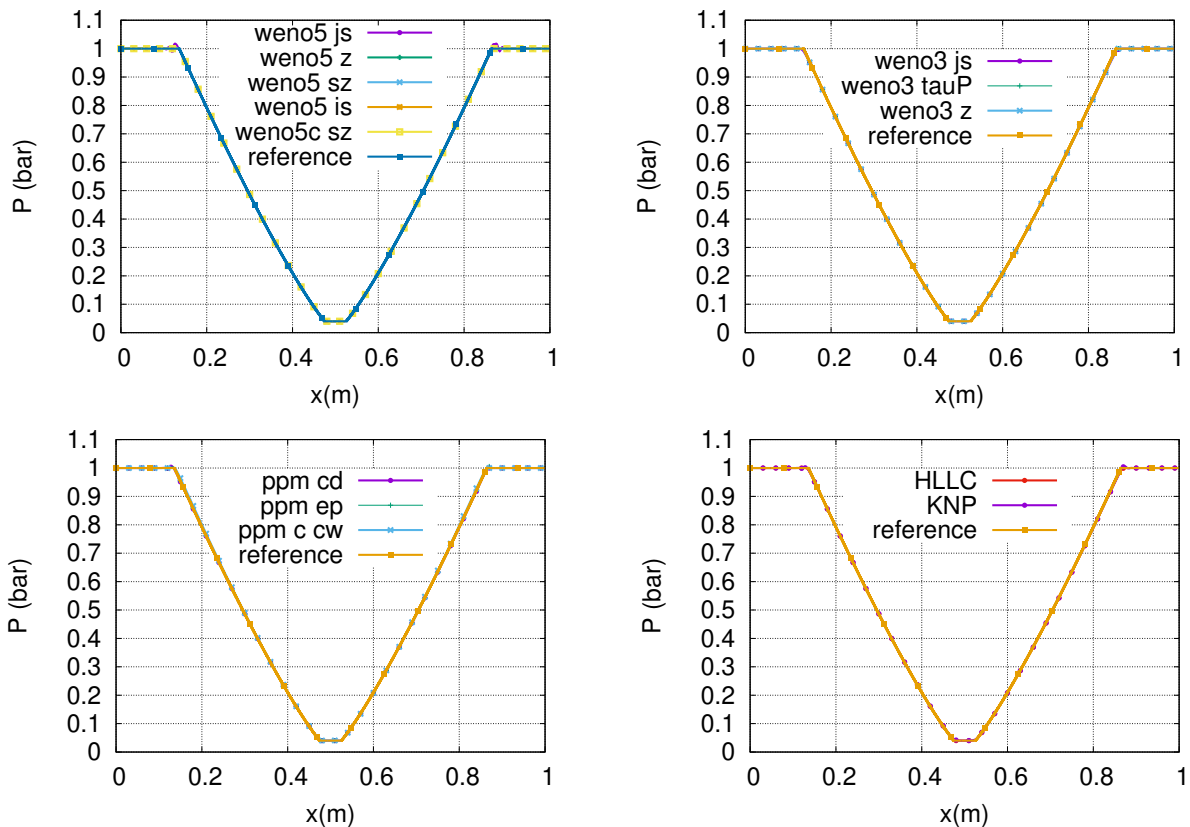 1.1
1
0.9
0.8
0.7
0.6
0.5
0.4
0.3
0.2
0.1
0
P (bar)
weno5 js
weno5 z
weno5 sz
weno5 is
weno5c sz
reference
0 0.2 0.4 0.6 0.8 1
x(m)
1.1
1
0.9
0.8
0.7
0.6
0.5
0.4
0.3
0.2
0.1
0
P (bar)
weno3 js
weno3 tauP
weno3 z
reference
0 0.2 0.4 0.6 0.8 1
x(m)
1.1
1
0.9
0.8
0.7
0.6
0.5
0.4
0.3
0.2
0.1
0
P (bar)
ppm cd
ppm ep
ppm c cw
reference
0 0.2 0.4 0.6 0.8 1
x(m)
1.1
1
0.9
0.8
0.7
0.6
0.5
0.4
0.3
0.2
0.1
0
P (bar)
HLLC
KNP
reference
0 0.2 0.4 0.6 0.8 1
x(m)